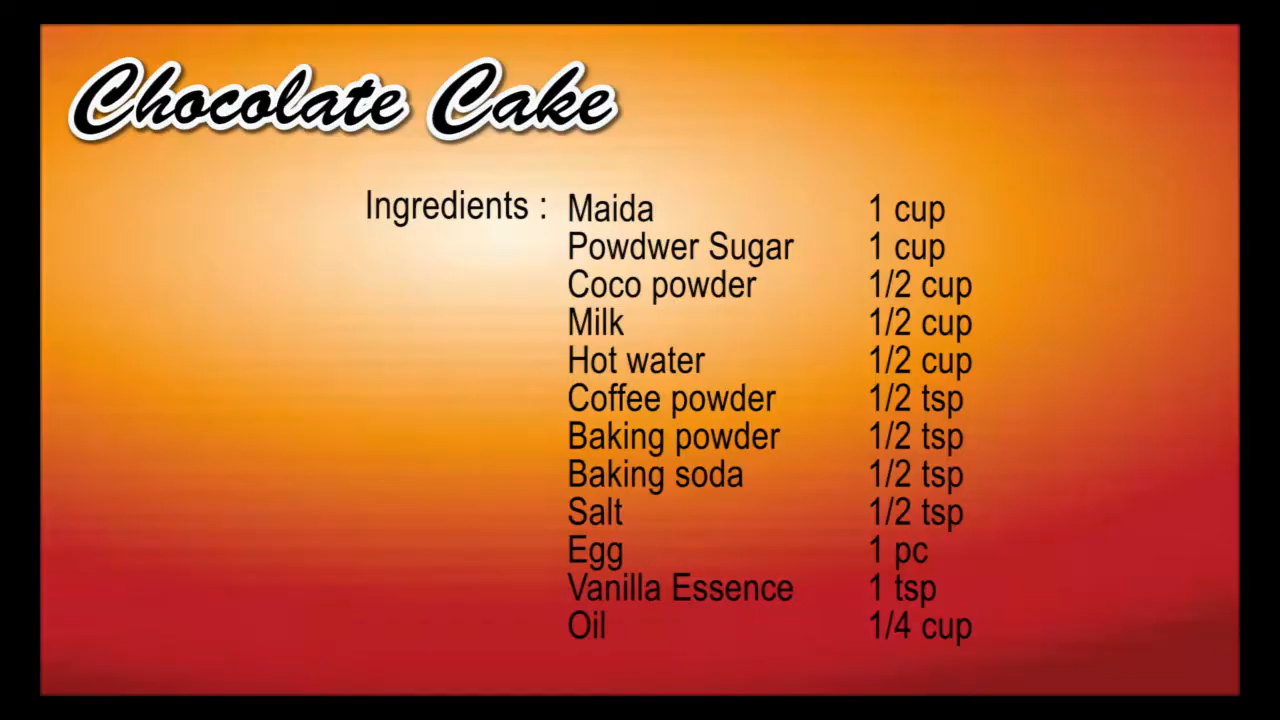 Chocolate Cake
Ingredients : Maida 1 cup
Powdwer Sugar 1 cup
Coco powder 1/2 cup
Milk 1/2 cup
Hot water 1/2 cup
Coffee powder 1/2 tsp
Baking powder 1/2 tsp
Baking soda 1/2 tsp
Salt 1/2 tsp
Egg 1 pc
Vanilla Essence 1 tsp
Oil 1/4 cup